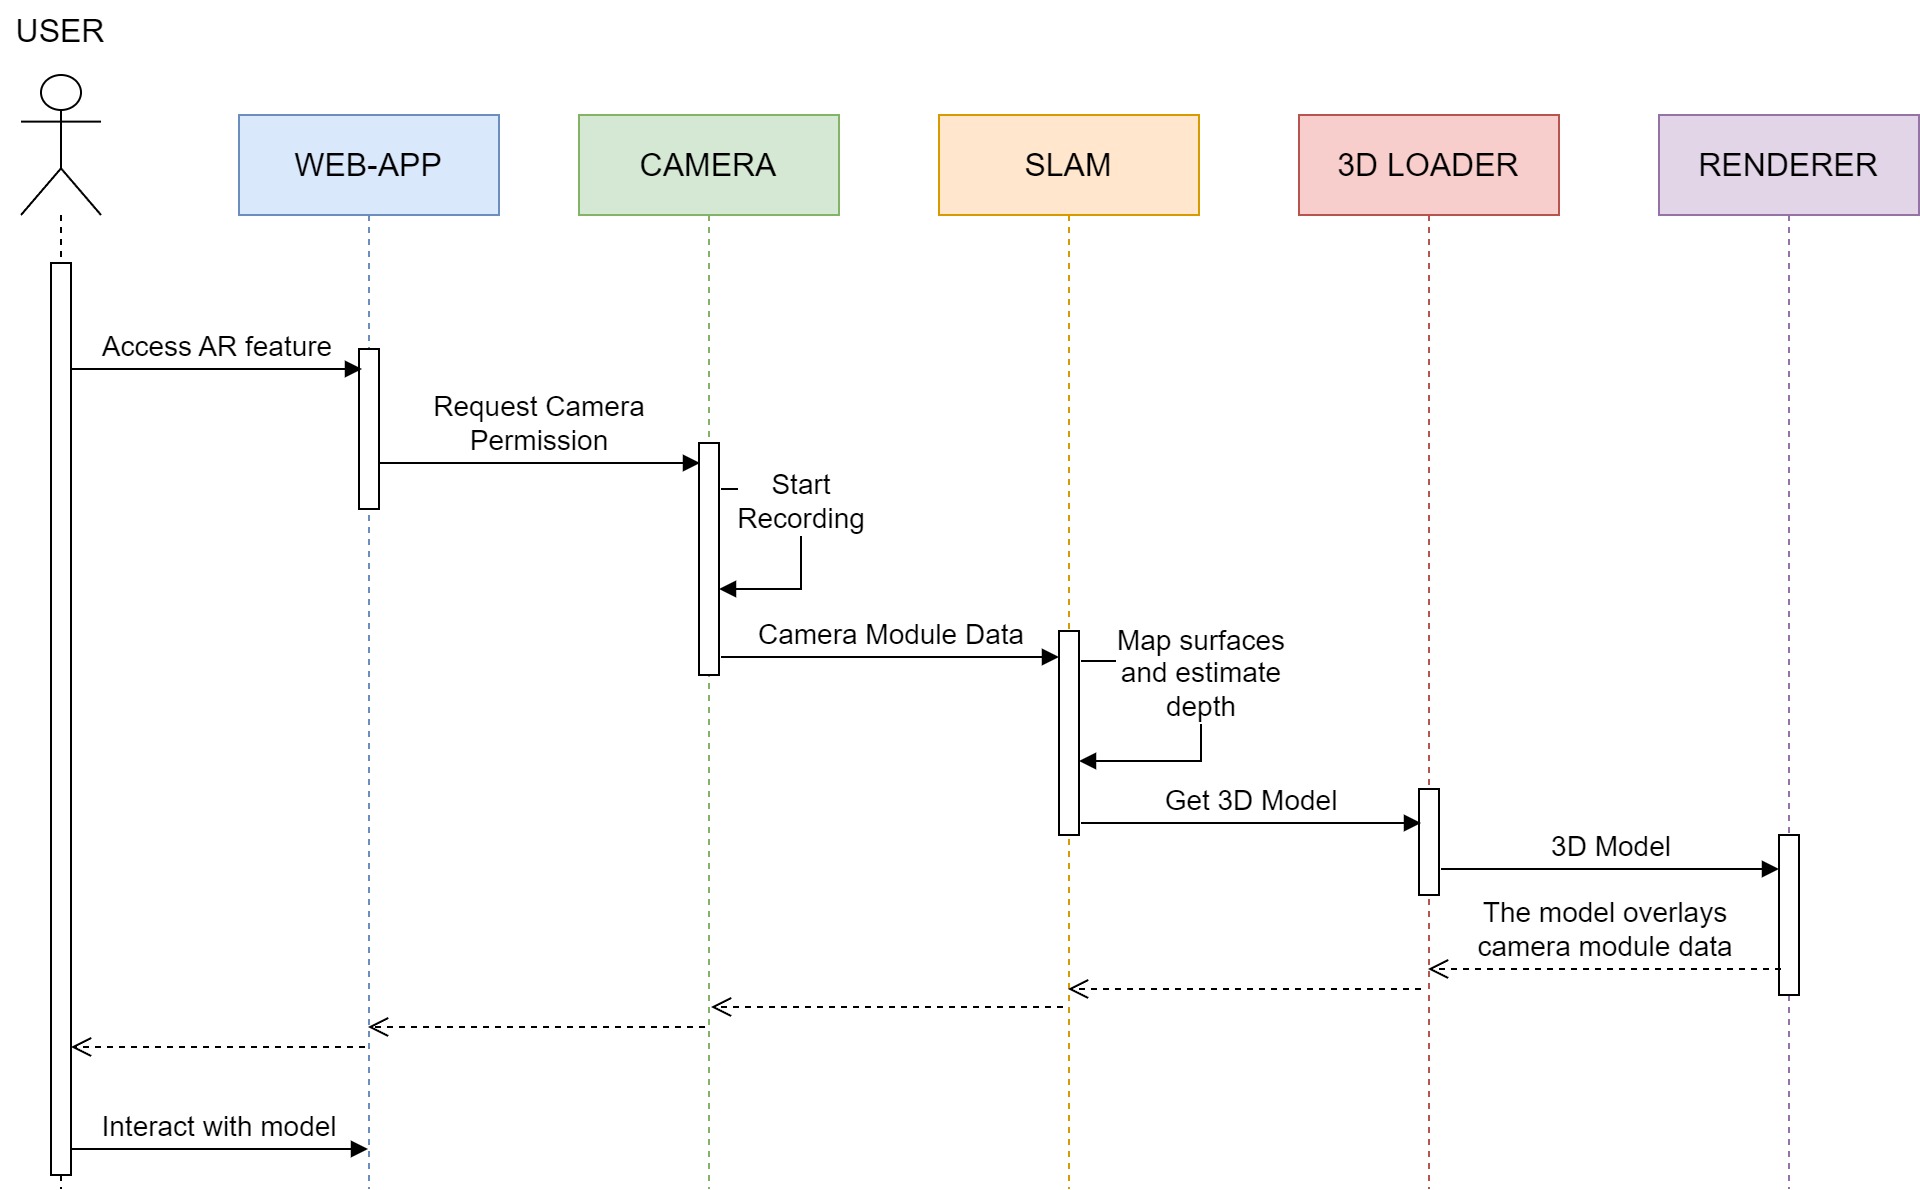 USER
WEB-APP
CAMERA
SLAM
3D LOADER
RENDERER
Access AR feature
Request Camera
Permission
Start
Recording
Camera Module Data
Map surfaces
and estimate
depth
Get 3D Model
3D Model
The model overlays
camera module data
Interact with model